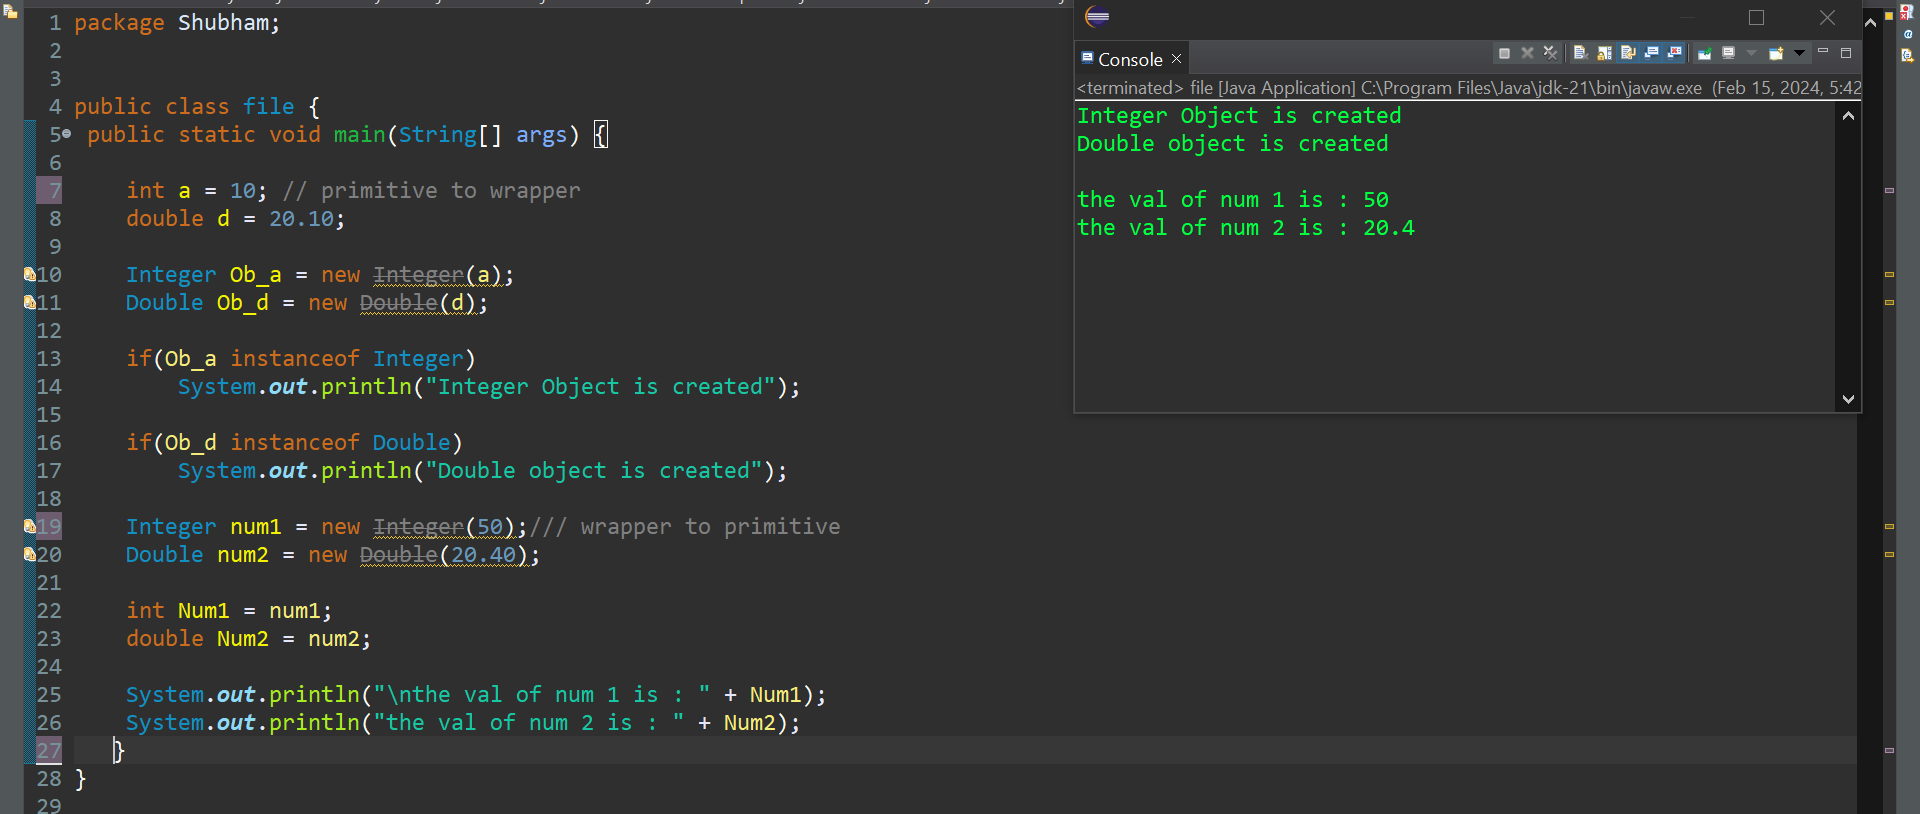 1 package Shubham;
2
3
4 public class file {
5 public static void main(String[] args) {
6
7 int a = 10; // primitive to wrapper
8 double d = 20.10;
9
10 Integer Ob_a = new Integer(a);
11 Double Ob_d = new Double(d);
12
13 if(Ob_a instanceof Integer)
14 System.out.println("Integer Object is created");
15
16 if(Ob_d instanceof Double)
17 System.out.println("Double object is created");
18
19 Integer num1 = new Integer(50);/// wrapper to primitive
20 Double num2 = new Double(20.40);
21
22 int Num1 = num1;
23 double Num2 = num2;
24
25 System.out.println("\nthe val of num 1 is : " + Num1);
26 System.out.println("the val of num 2 is : " + Num2);
27 }
28 }
29
Console
<terminated> file [Java Application] C:\Program Files\Java\jdk-21\bin\javaw.exe (Feb 15, 2024, 5:42
Integer Object is created
Double object is created
the val of num 1 is : 50
the val of num 2 is : 20.4